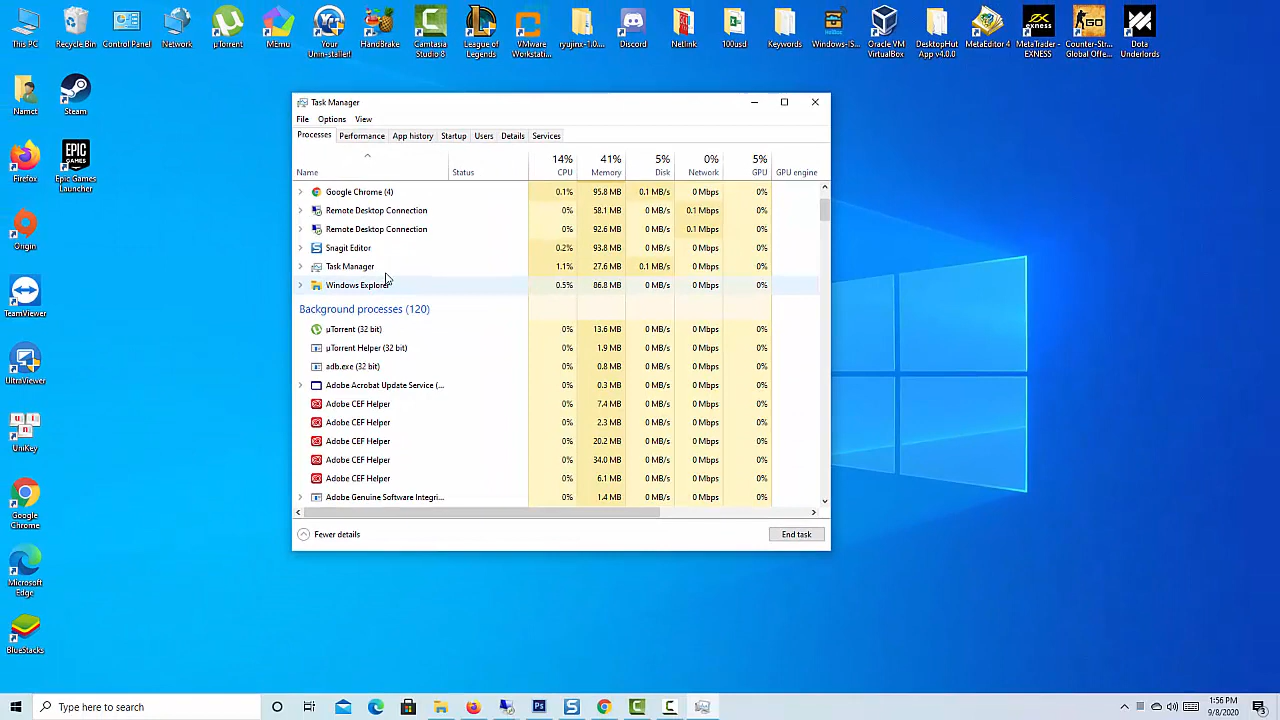 This PC
Recycle Bin
Control Panel
Network
µTorrent
MEmu
Your
Uninstaller!
HandBrake
Camtasia
Studio 8
League of
Legends
VMware
Workstati...
ryujinx-1.0....
Discord
Netlink
100usd
Keywords
Windows-IS...
Oracle VM
VirtualBox
DesktopHut
App v4.0.0
MetaEditor 4
MetaTrader -
EXNESS
Counter-Str...
Global Offe...
Dota
Underlords
Namct
Steam
Firefox
Epic Games
Launcher
Origin
TeamViewer
UltraViewer
UniKey
Google
Chrome
Microsoft
Edge
BlueStacks
Task Manager
File Options View
Processes Performance App history Startup Users Details Services
14% 41% 5% 0% 5%
Name Status CPU Memory Disk Network GPU GPU engine
Google Chrome (4) 0.1% 95.8 MB 0.1 MB/s 0 Mbps 0%
Remote Desktop Connection 0% 58.1 MB 0 MB/s 0.1 Mbps 0%
Remote Desktop Connection 0% 92.6 MB 0 MB/s 0.1 Mbps 0%
Snagit Editor 0.2% 93.8 MB 0.1 MB/s 0 Mbps 0%
Task Manager 1.1% 27.6 MB 0.1 MB/s 0 Mbps 0%
Windows Explorer 0.5% 86.8 MB 0 MB/s 0 Mbps 0%
Background processes (120)
µTorrent (32 bit) 0% 13.6 MB 0 MB/s 0 Mbps 0%
µTorrent Helper (32 bit) 0% 1.9 MB 0 MB/s 0 Mbps 0%
adb.exe (32 bit) 0% 0.8 MB 0 MB/s 0 Mbps 0%
Adobe Acrobat Update Service (... 0% 0.3 MB 0 MB/s 0 Mbps 0%
Adobe CEF Helper 0% 7.4 MB 0 MB/s 0 Mbps 0%
Adobe CEF Helper 0% 2.3 MB 0 MB/s 0 Mbps 0%
Adobe CEF Helper 0% 20.2 MB 0 MB/s 0 Mbps 0%
Adobe CEF Helper 0% 34.0 MB 0 MB/s 0 Mbps 0%
Adobe CEF Helper 0% 6.1 MB 0 MB/s 0 Mbps 0%
Adobe Genuine Software Integri... 0% 1.4 MB 0 MB/s 0 Mbps 0%
Fewer details
End task
Type here to search
1:56 PM
9/8/2020